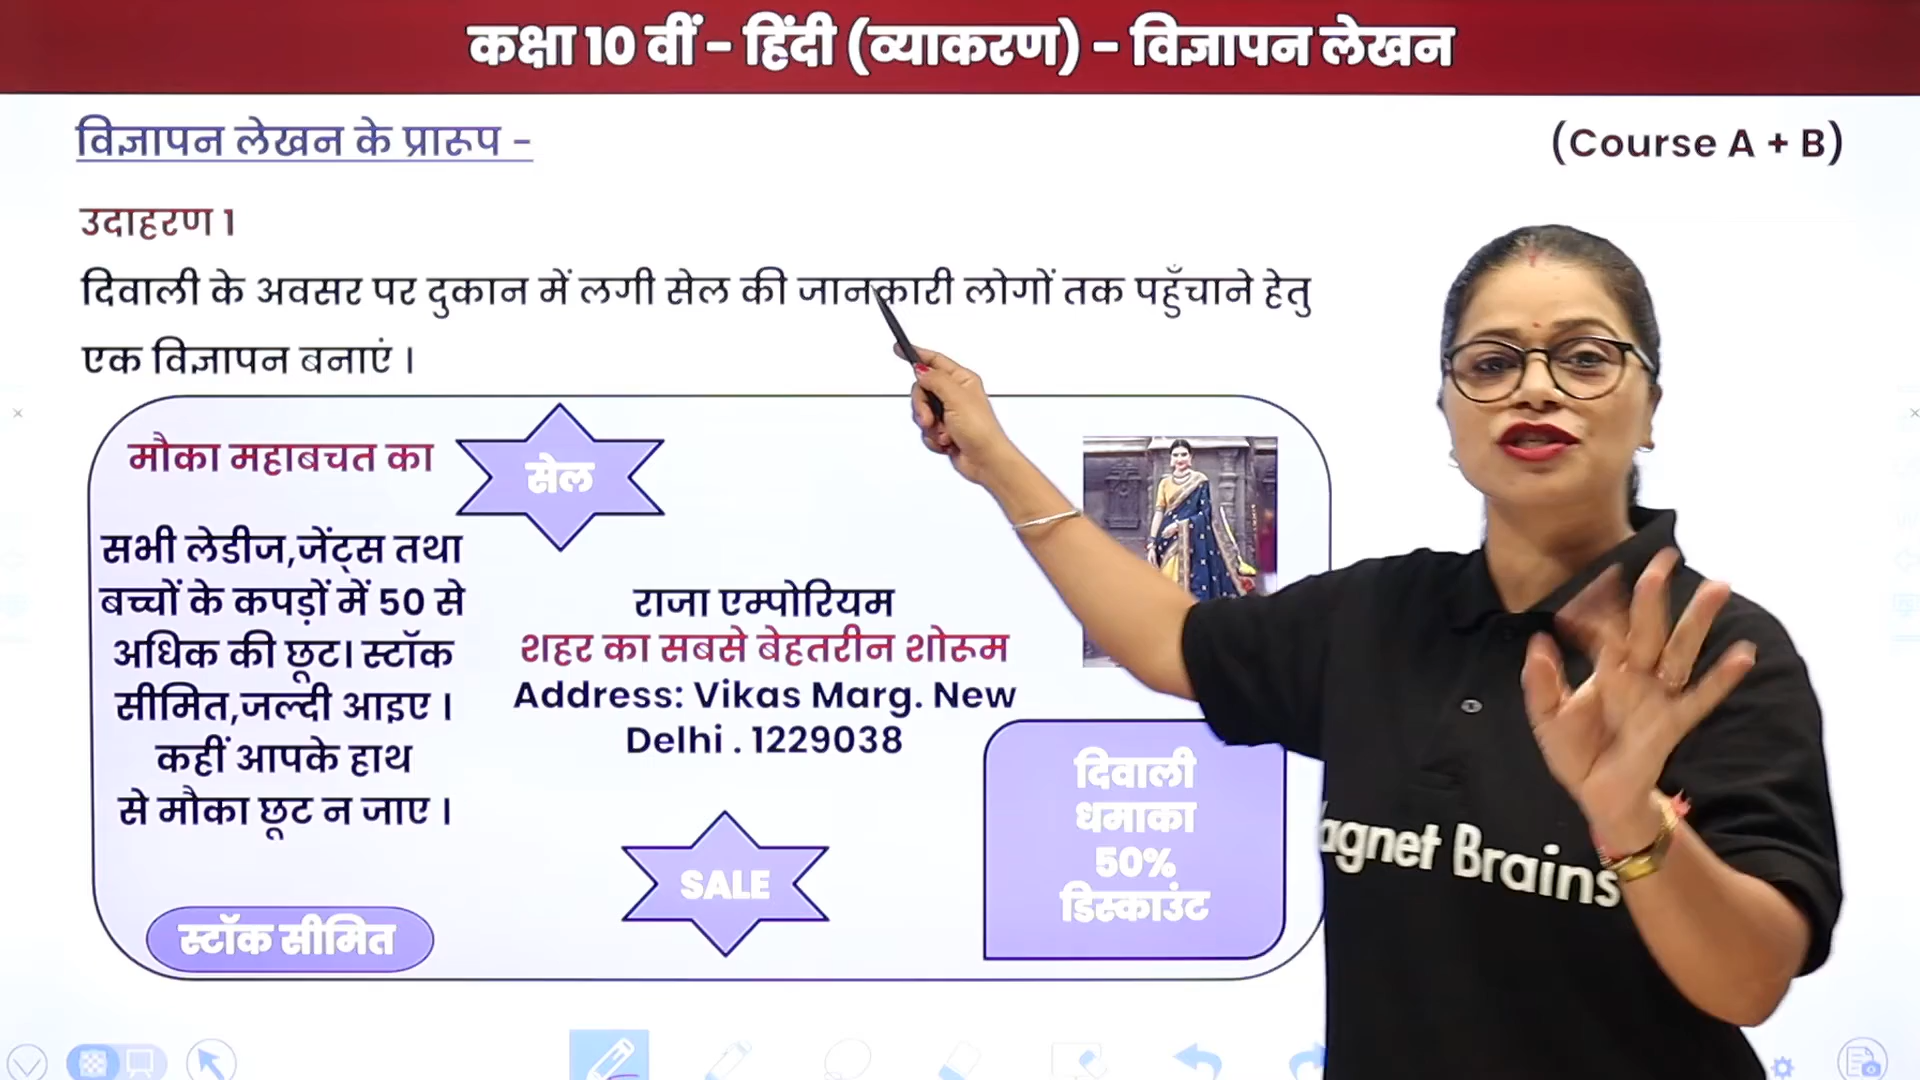 कक्षा 10 वीं - हिंदी (व्याकरण) - विज्ञापन लेखन
विज्ञापन लेखन के प्रारूप -
(Course A + B)
उदाहरण 1
दिवाली के अवसर पर दुकान में लगी सेल की जानकारी लोगों तक पहुँचाने हेतु
एक विज्ञापन बनाएं ।
मौका महाबचत का
सेल
सभी लेडीज,जेंट्स तथा
बच्चों के कपड़ों में 50 से
अधिक की छूट। स्टॉक
सीमित,जल्दी आइए ।
कहीं आपके हाथ
से मौका छूट न जाए ।
स्टॉक सीमित
राजा एम्पोरियम
शहर का सबसे बेहतरीन शोरूम
Address: Vikas Marg. New
Delhi . 1229038
SALE
दिवाली
धमाका
50%
डिस्काउंट
agnet Brains